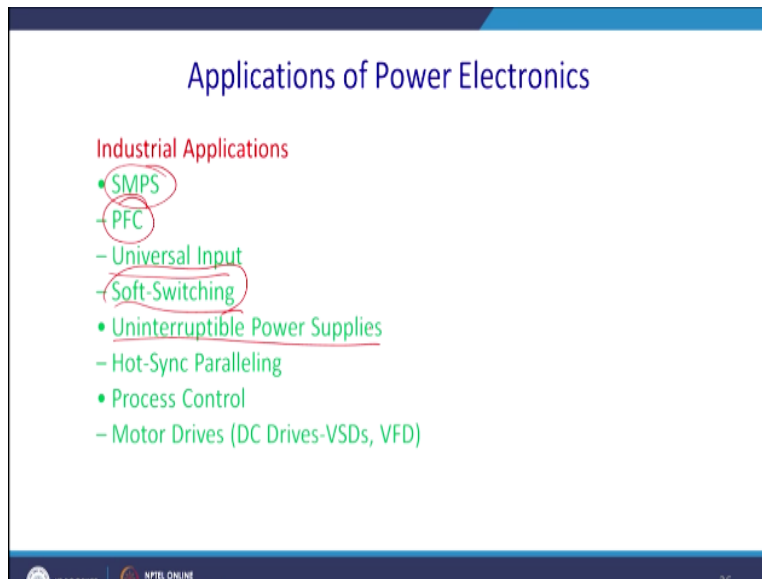 Applications of Power Electronics
Industrial Applications
• SMPS
– PFC
– Universal Input
– Soft-Switching
• Uninterruptible Power Supplies
– Hot-Sync Paralleling
• Process Control
– Motor Drives (DC Drives-VSDs, VFD)
NPTEL ONLINE